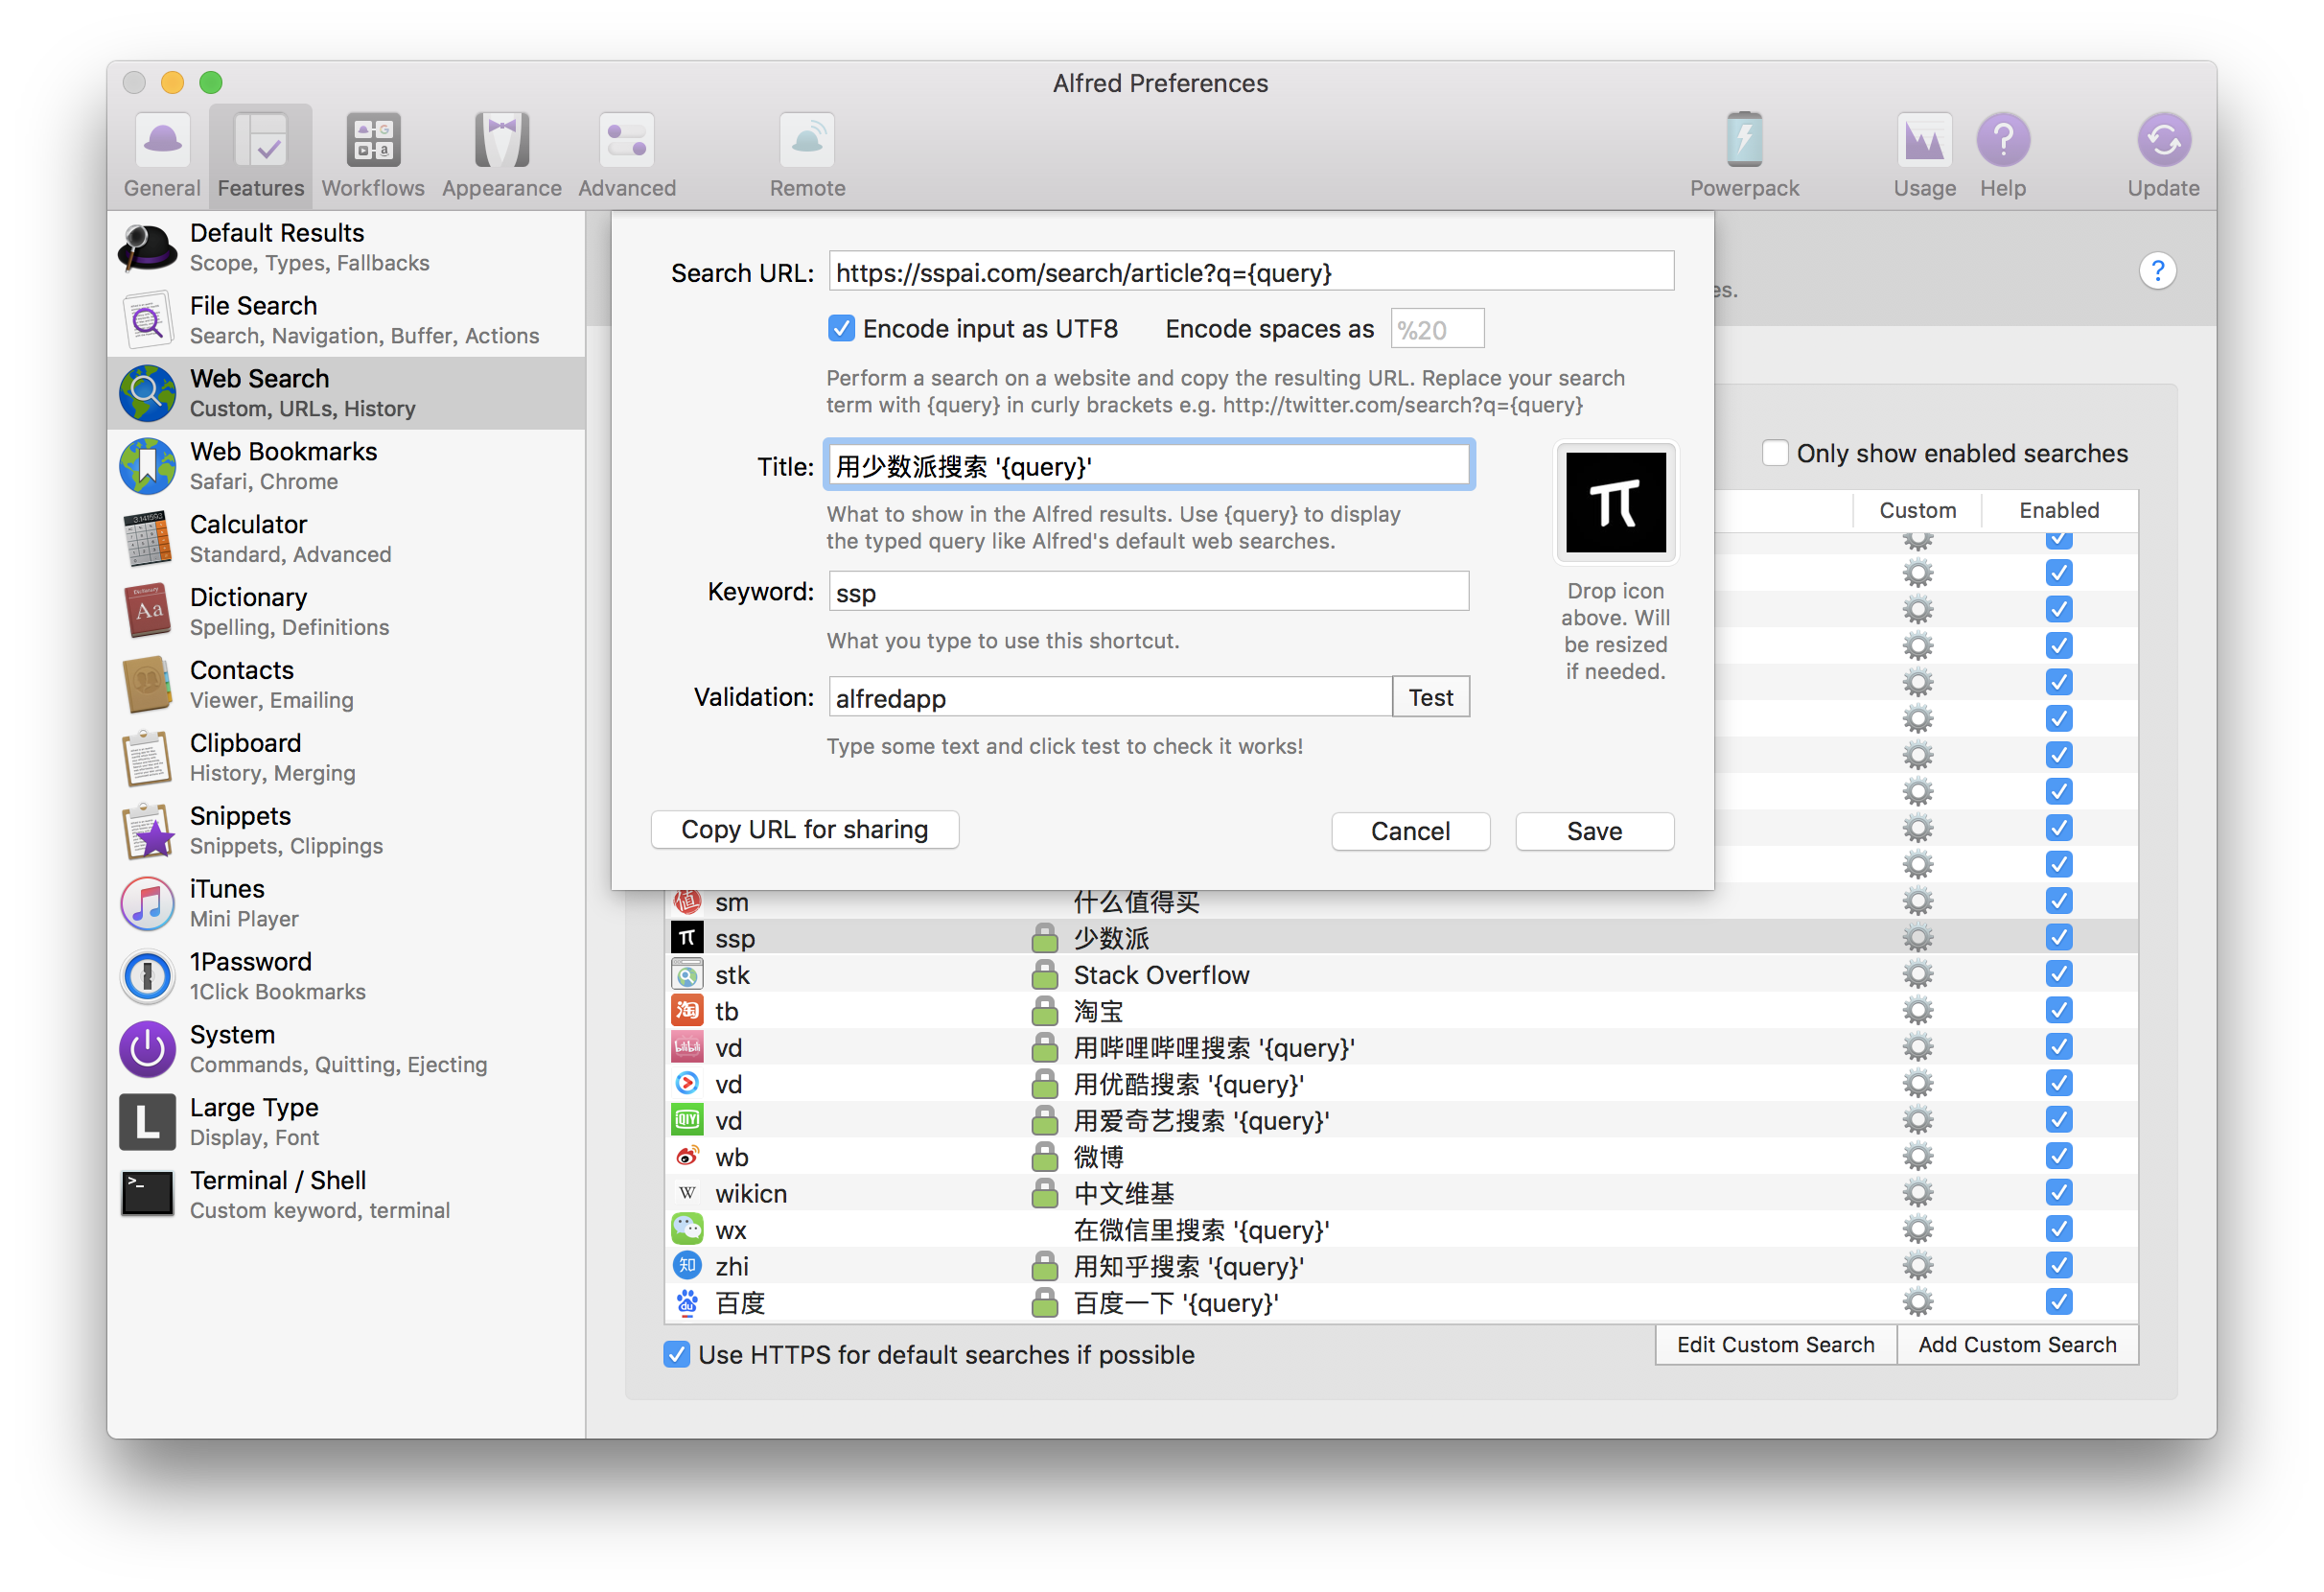 Alfred Preferences
General
Features
Workflows
Appearance
Advanced
Remote
Powerpack
Usage
Help
Update
Default Results
Scope, Types, Fallbacks
File Search
Search, Navigation, Buffer, Actions
Web Search
Custom, URLs, History
Web Bookmarks
Safari, Chrome
Calculator
Standard, Advanced
Dictionary
Spelling, Definitions
Contacts
Viewer, Emailing
Clipboard
History, Merging
Snippets
Snippets, Clippings
iTunes
Mini Player
1Password
1Click Bookmarks
System
Commands, Quitting, Ejecting
Large Type
Display, Font
Terminal / Shell
Custom keyword, terminal
Search URL: https://sspai.com/search/article?q={query}
Encode input as UTF8 Encode spaces as %20
Perform a search on a website and copy the resulting URL. Replace your search
term with {query} in curly brackets e.g. http://twitter.com/search?q={query}
Title: 用少数派搜索 '{query}'
What to show in the Alfred results. Use {query} to display
the typed query like Alfred's default web searches.
Keyword: ssp
What you type to use this shortcut.
Validation: alfredapp Test
Type some text and click test to check it works!
Drop icon
above. Will
be resized
if needed.
Copy URL for sharing Cancel Save
es.
?
Only show enabled searches
Custom Enabled
值 sm 什么值得买
ssp 少数派
stk Stack Overflow
淘 tb 淘宝
bilibili vd 用哔哩哔哩搜索 '{query}'
vd 用优酷搜索 '{query}'
iQIYI vd 用爱奇艺搜索 '{query}'
wb 微博
W wikicn 中文维基
wx 在微信里搜索 '{query}'
知 zhi 用知乎搜索 '{query}'
du 百度 百度一下 '{query}'
Use HTTPS for default searches if possible
Edit Custom Search Add Custom Search